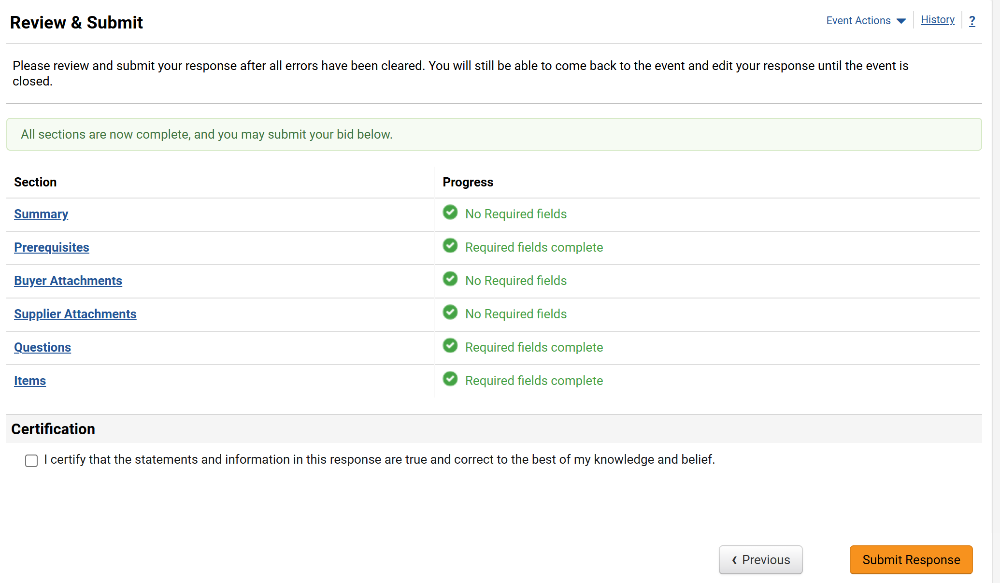 Review & Submit
Event Actions
History
?
Please review and submit your response after all errors have been cleared. You will still be able to come back to the event and edit your response until the event is
closed.
All sections are now complete, and you may submit your bid below.
Section Progress
Summary No Required fields
Prerequisites Required fields complete
Buyer Attachments No Required fields
Supplier Attachments No Required fields
Questions Required fields complete
Items Required fields complete
Certification
I certify that the statements and information in this response are true and correct to the best of my knowledge and belief.
Previous
Submit Response